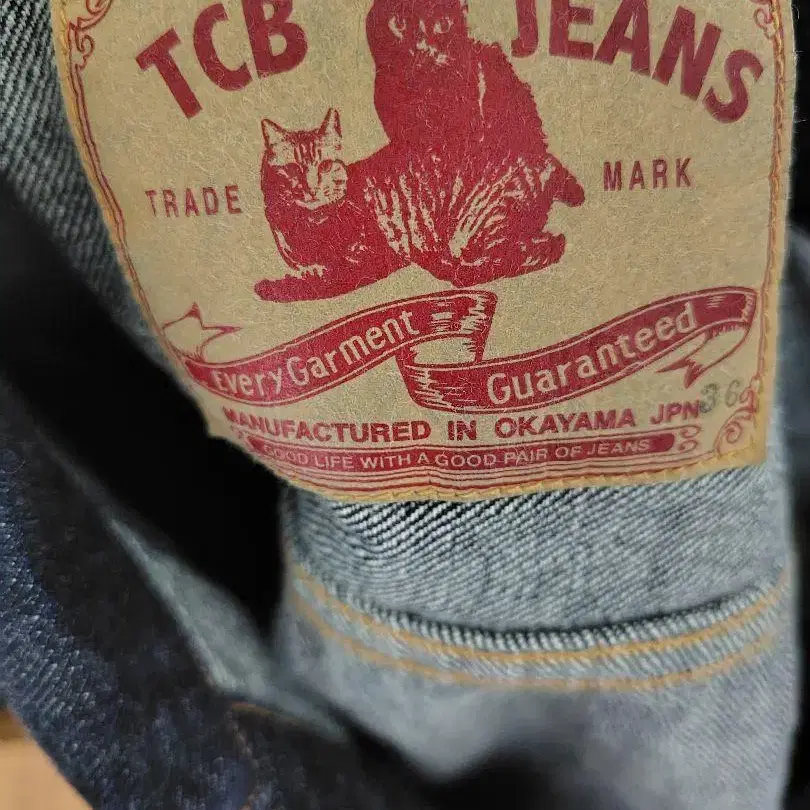 TCB JEANS
TRADE MARK
Every Garment
Guaranteed
MANUFACTURED IN OKAYAMA JPN 36
GOOD LIFE WITH A GOOD PAIR OF JEANS